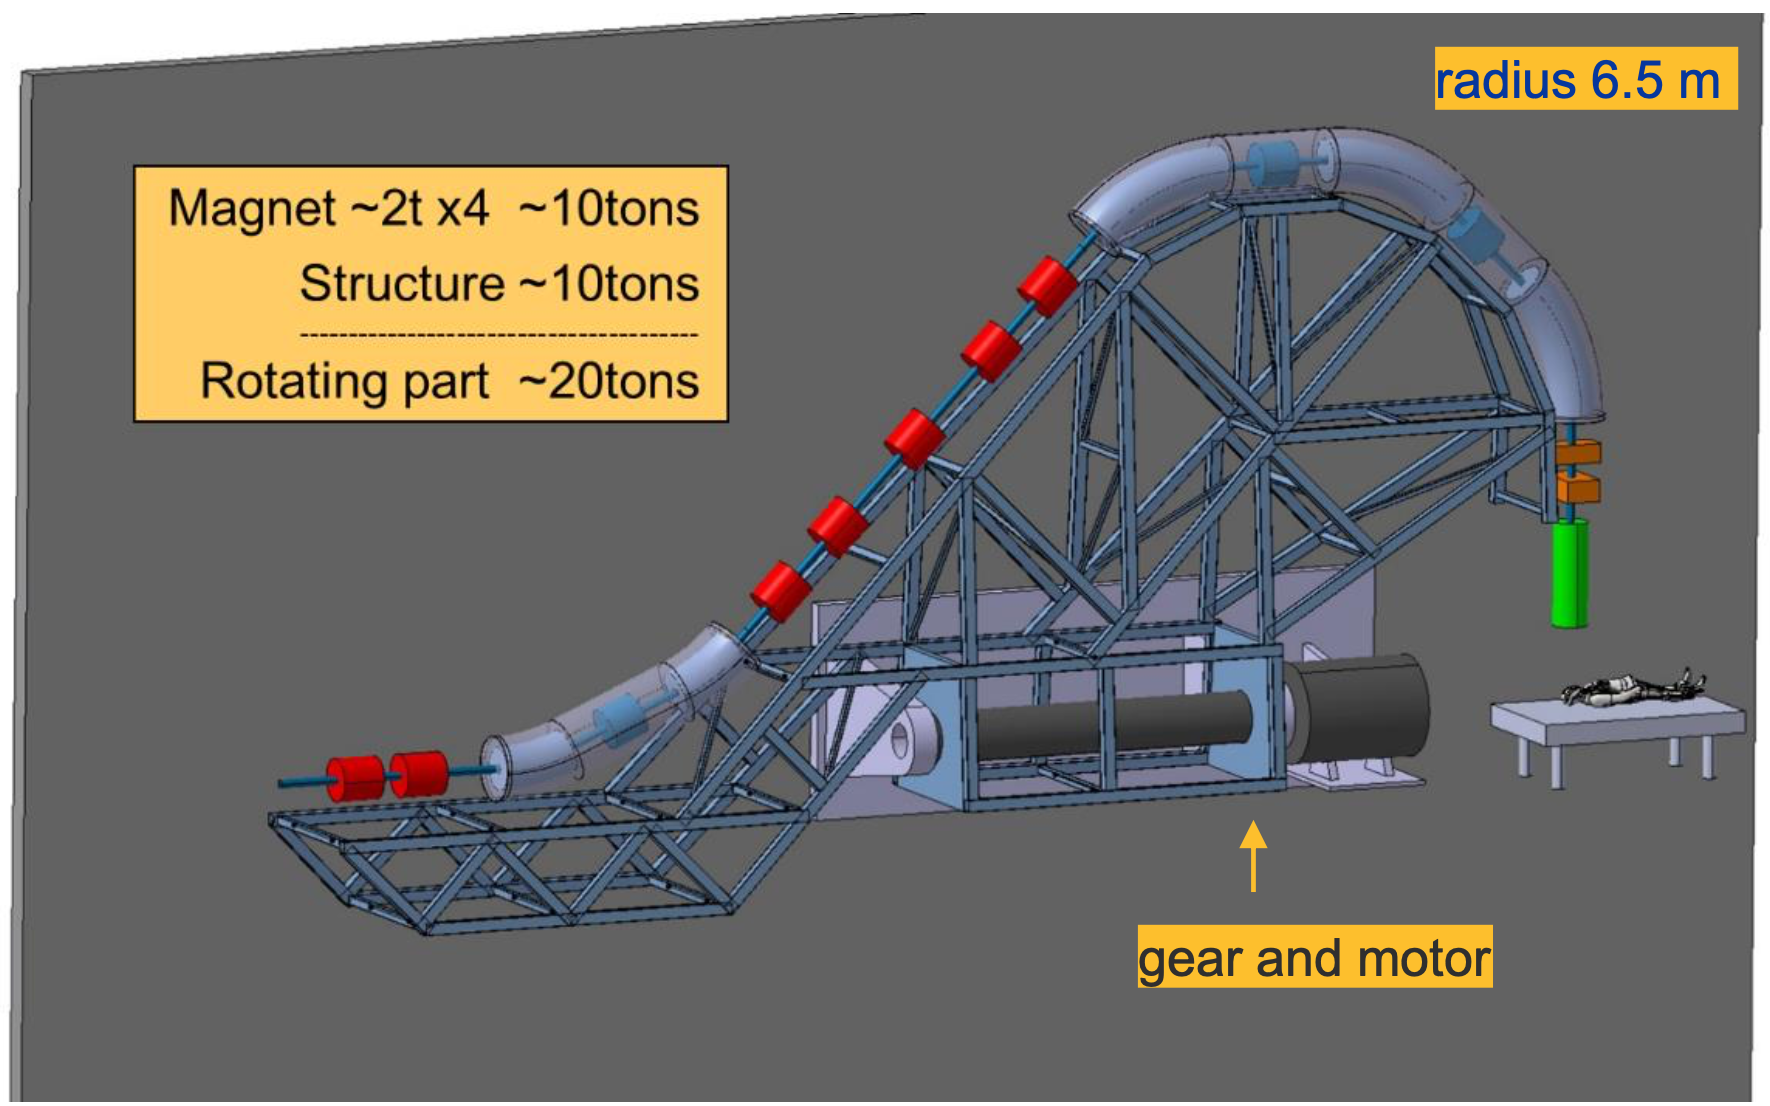 radius 6.5 m
Magnet ~2t x4 ~10tons
Structure ~10tons
---------------------------------------
Rotating part ~20tons
gear and motor